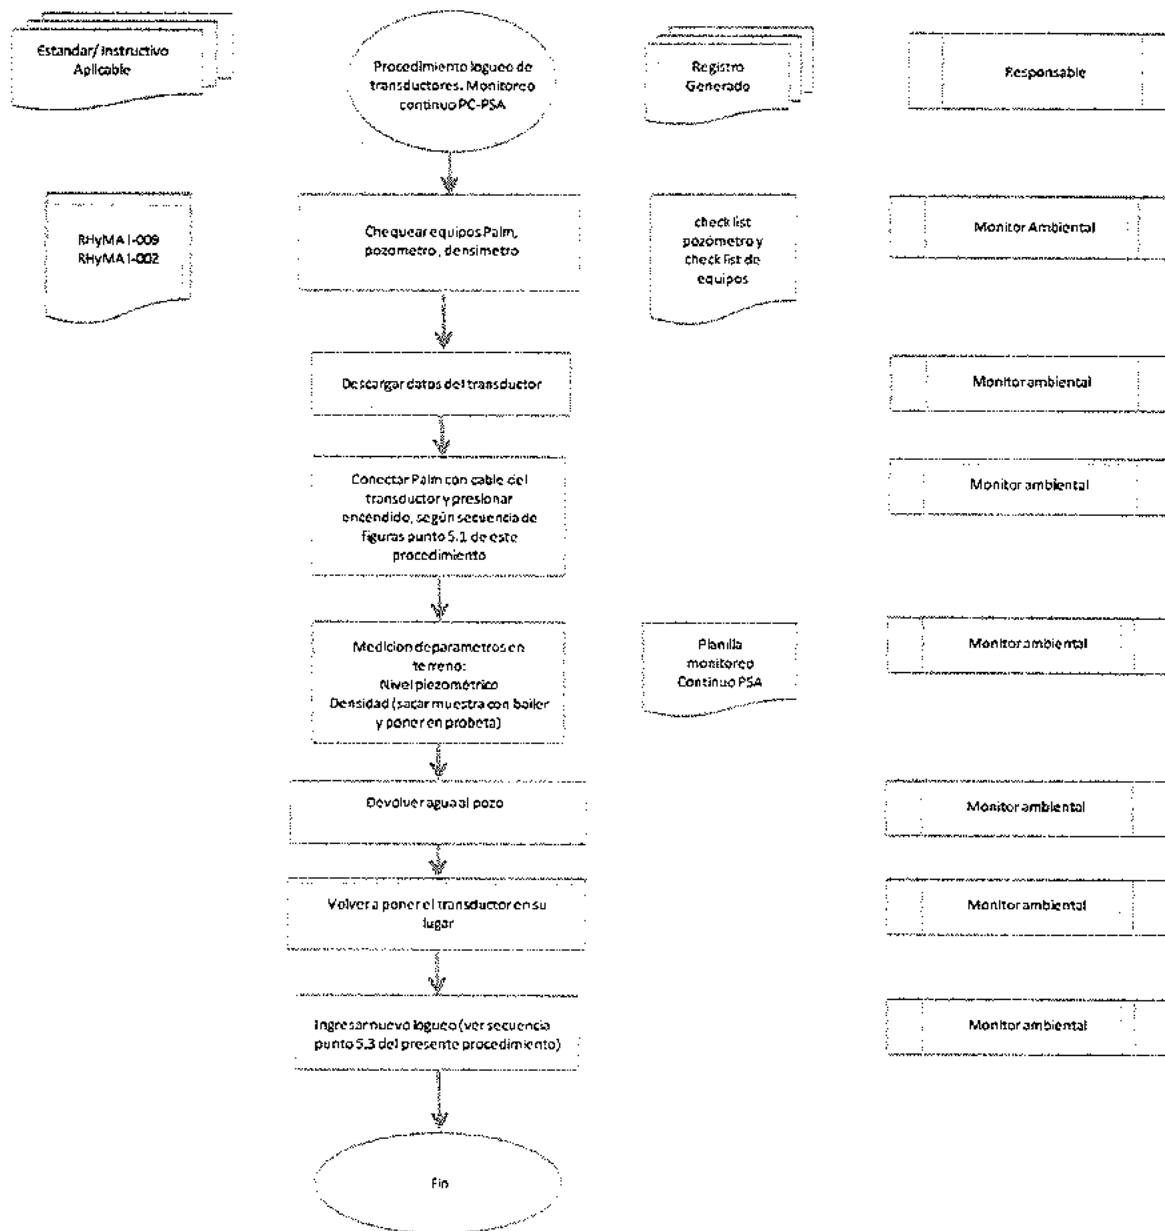 Estandar/ Instructivo
Aplicable
Procedimiento logueo de
transductores. Monitoreo
continuo PC-PSA
Registro
Generado
Responsable
RHyMA I-009
RHyMA I-002
Chequear equipos Palm,
pozometro, densimetro
check list
pozómetro y
check list de
equipos
Monitor Ambiental
Descargar datos del transductor
Monitor ambiental
Conectar Palm con cable del
transductor y presionar
encendido, según secuencia de
figuras punto 5.1 de este
procedimiento
Monitor ambiental
Medicion de parametros en
terreno:
Nivel piezométrico
Densidad (sacar muestra con bailer
y poner en probeta)
Planilla
monitoreo
Continuo PSA
Monitor ambiental
Devolver agua al pozo
Monitor ambiental
Volver a poner el transductor en su
lugar
Monitor ambiental
Ingresar nuevo logueo (ver secuencia
punto 5.3 del presente procedimiento)
Monitor ambiental
Fin